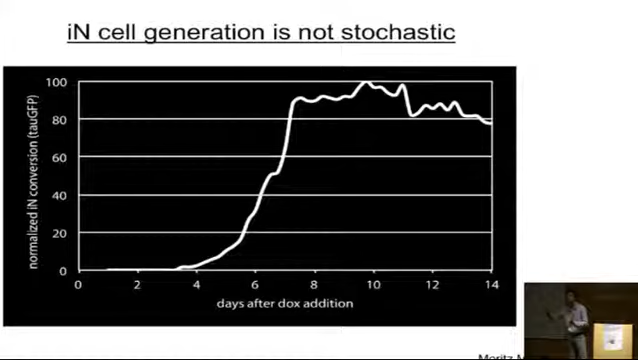 iN cell generation is not stochastic
normalized iN conversion (tauGFP)
100
80
60
40
20
0
0 2 4 6 8 10 12 14
days after dox addition